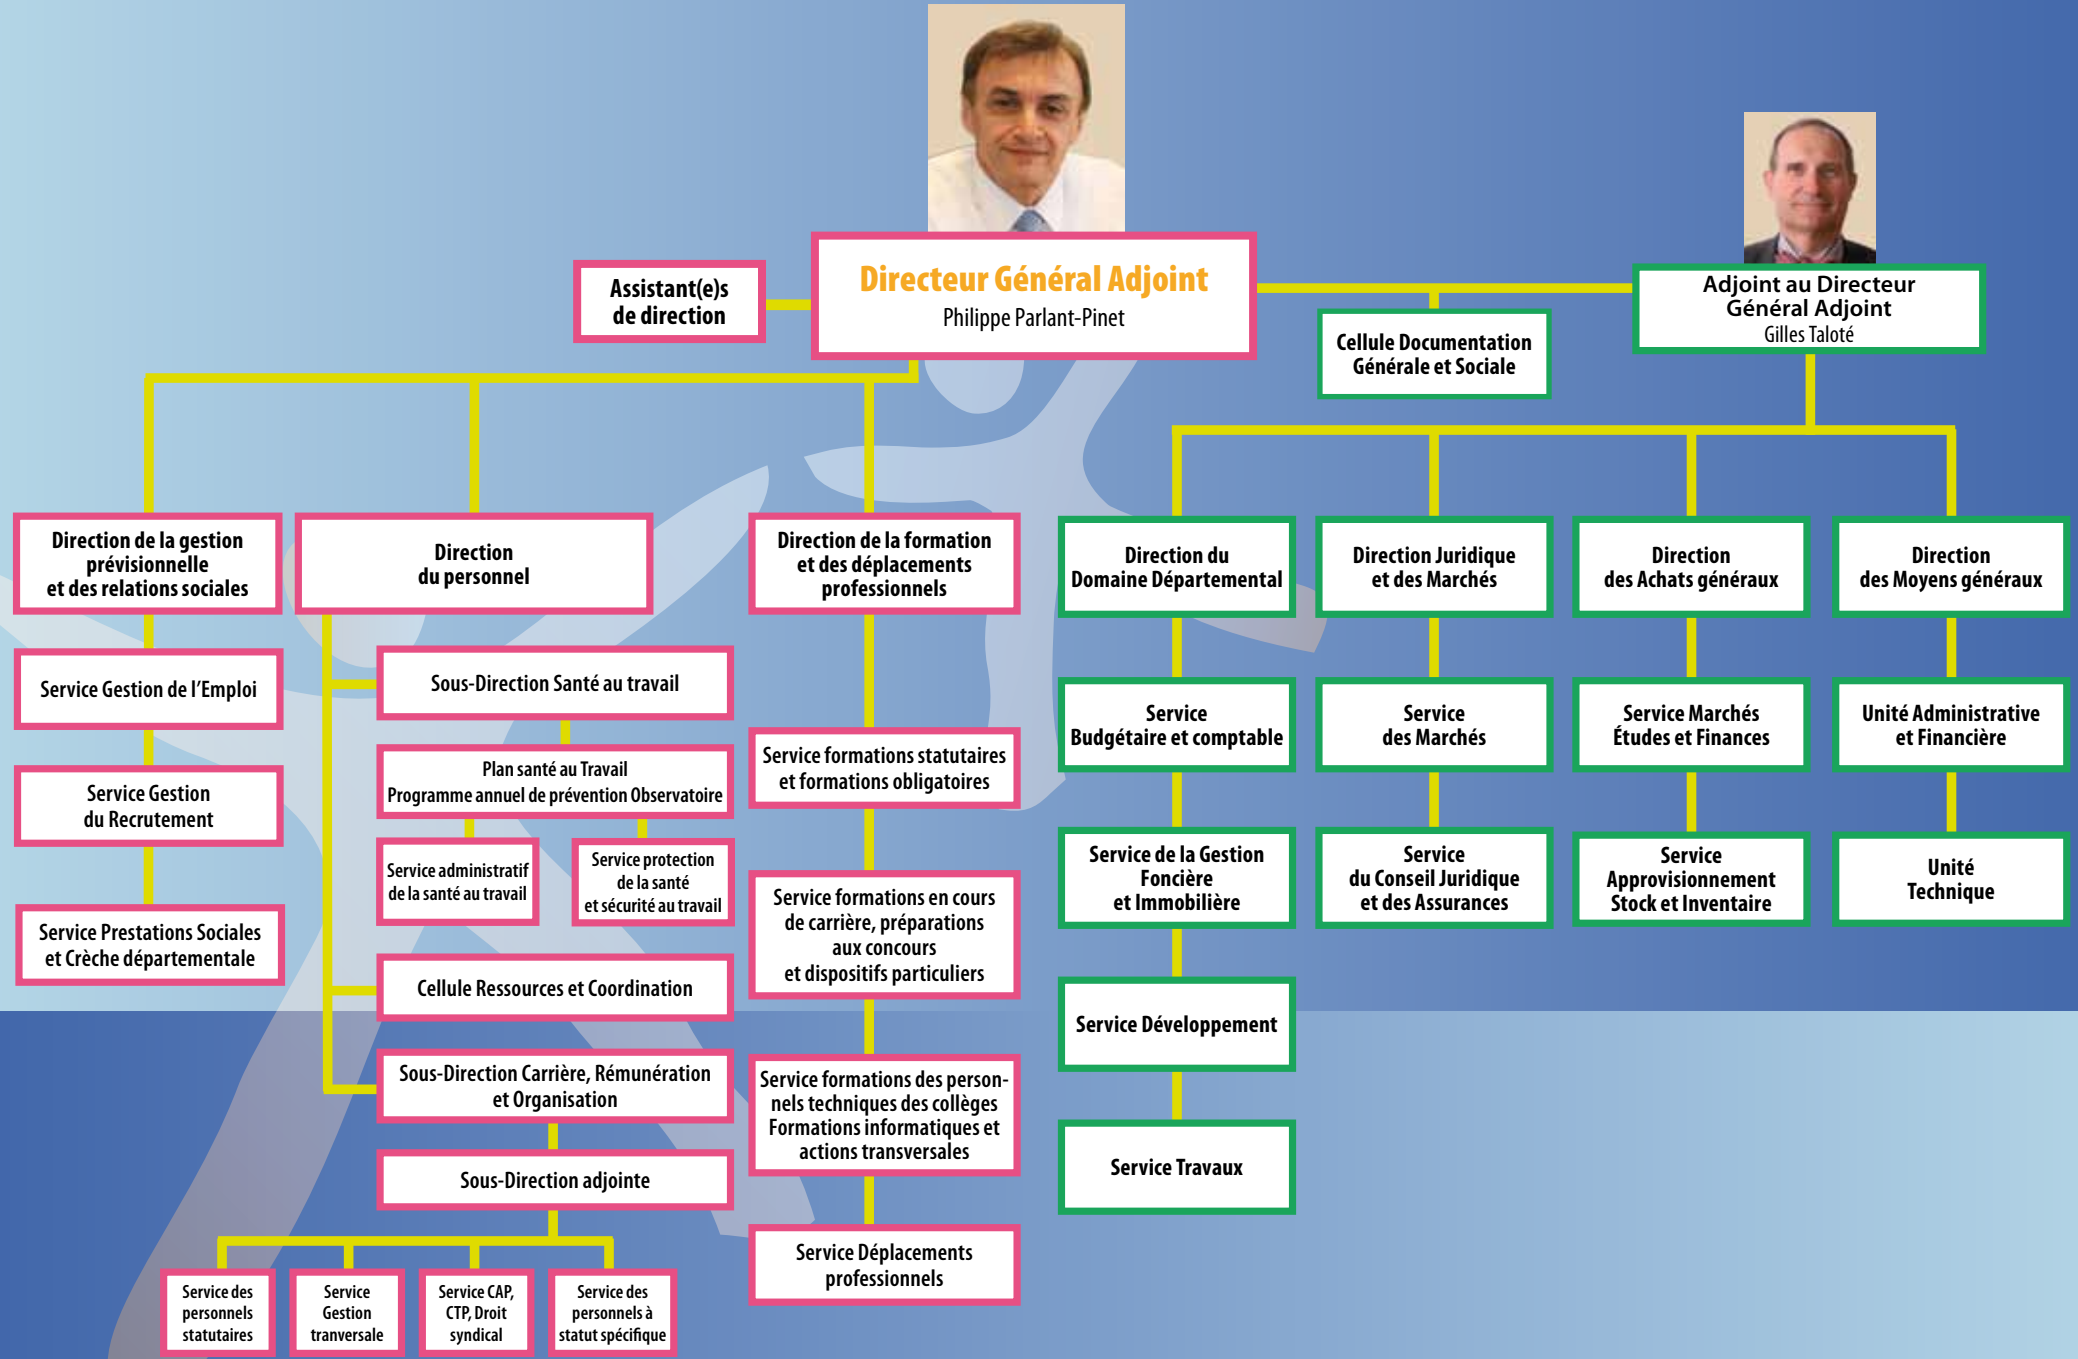 Directeur Général Adjoint
Philippe Parlant-Pinet
Assistant(e)s
de direction
Adjoint au Directeur
Général Adjoint
Gilles Taloté
Cellule Documentation
Générale et Sociale
Direction de la gestion
prévisionnelle
et des relations sociales
Service Gestion de l'Emploi
Service Gestion
du Recrutement
Service Prestations Sociales
et Crèche départementale
Direction
du personnel
Sous-Direction Santé au travail
Plan santé au Travail
Programme annuel de prévention Observatoire
Service administratif
de la santé au travail
Service protection
de la santé
et sécurité au travail
Cellule Ressources et Coordination
Sous-Direction Carrière, Rémunération
et Organisation
Sous-Direction adjointe
Service des
personnels
statutaires
Service
Gestion
tranversale
Service CAP,
CTP, Droit
syndical
Service des
personnels à
statut spécifique
Direction de la formation
et des déplacements
professionnels
Service formations statutaires
et formations obligatoires
Service formations en cours
de carrière, préparations
aux concours
et dispositifs particuliers
Service formations des person-
nels techniques des collèges
Formations informatiques et
actions transversales
Service Déplacements
professionnels
Direction du
Domaine Départemental
Service
Budgétaire et comptable
Service de la Gestion
Foncière
et Immobilière
Service Développement
Service Travaux
Direction Juridique
et des Marchés
Service
des Marchés
Service
du Conseil Juridique
et des Assurances
Direction
des Achats généraux
Service Marchés
Études et Finances
Service
Approvisionnement
Stock et Inventaire
Direction
des Moyens généraux
Unité Administrative
et Financière
Unité
Technique